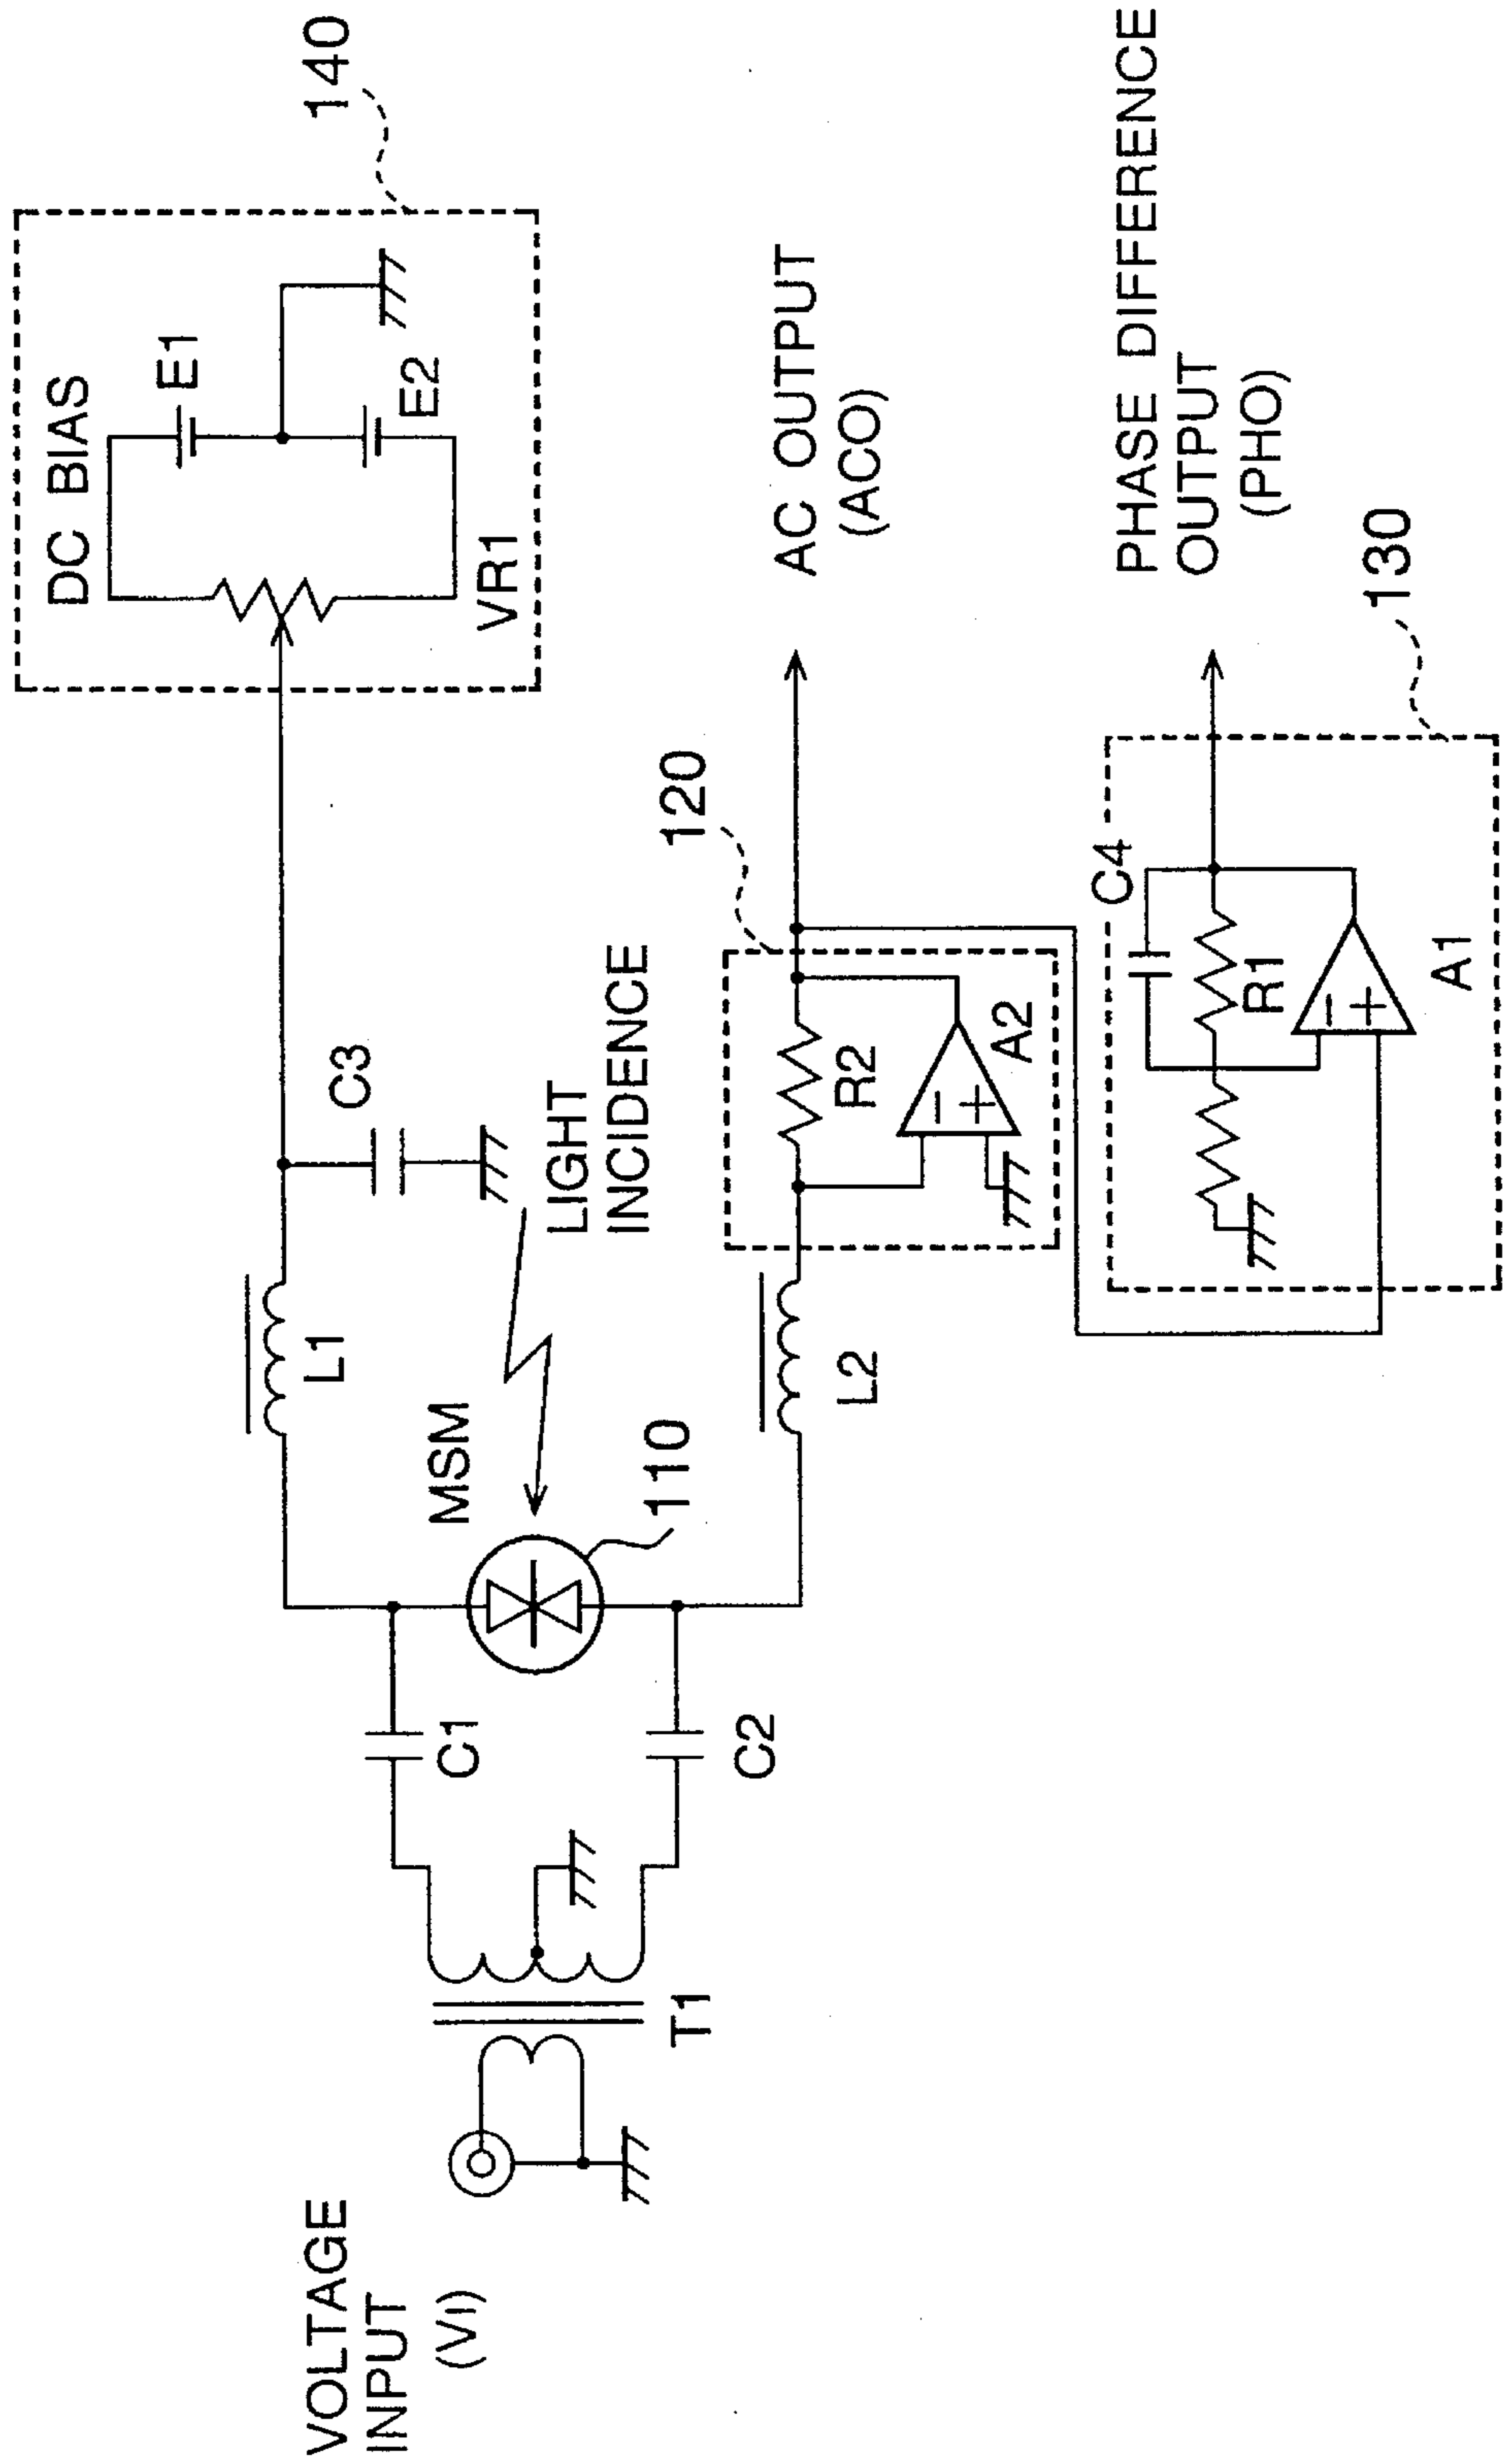 DC BIAS
140
E1
E2
VR1
L1
C3
MSM
LIGHT
INCIDENCE
110
C1
C2
VOLTAGE
INPUT
(VI)
T1
L2
120
R2
A2
−
+
AC OUTPUT
(ACO)
C4
R1
−
+
A1
130
PHASE DIFFERENCE
OUTPUT
(PHO)